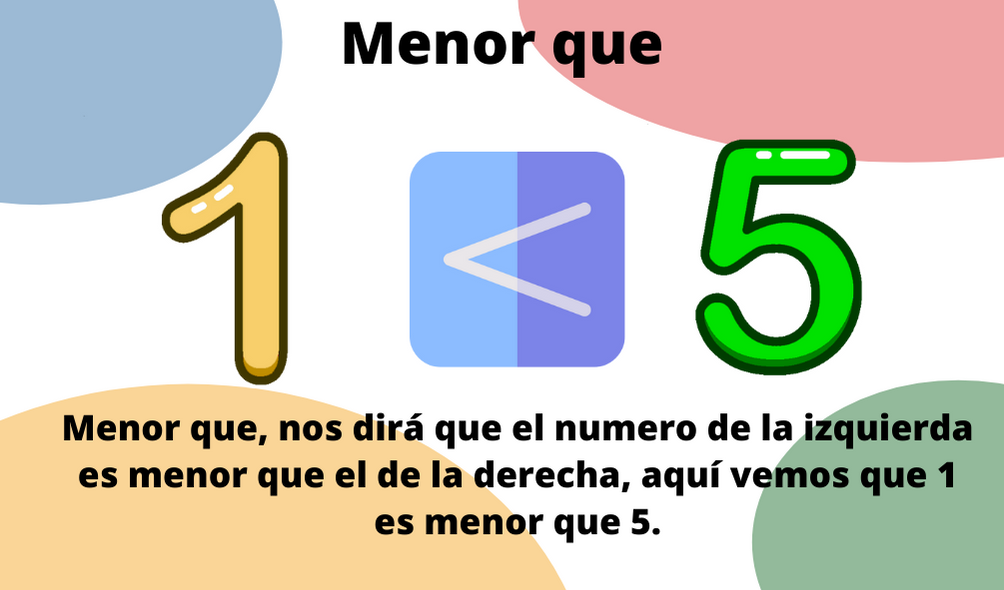 Menor que
1 < 5
Menor que, nos dirá que el numero de la izquierda
es menor que el de la derecha, aquí vemos que 1
es menor que 5.